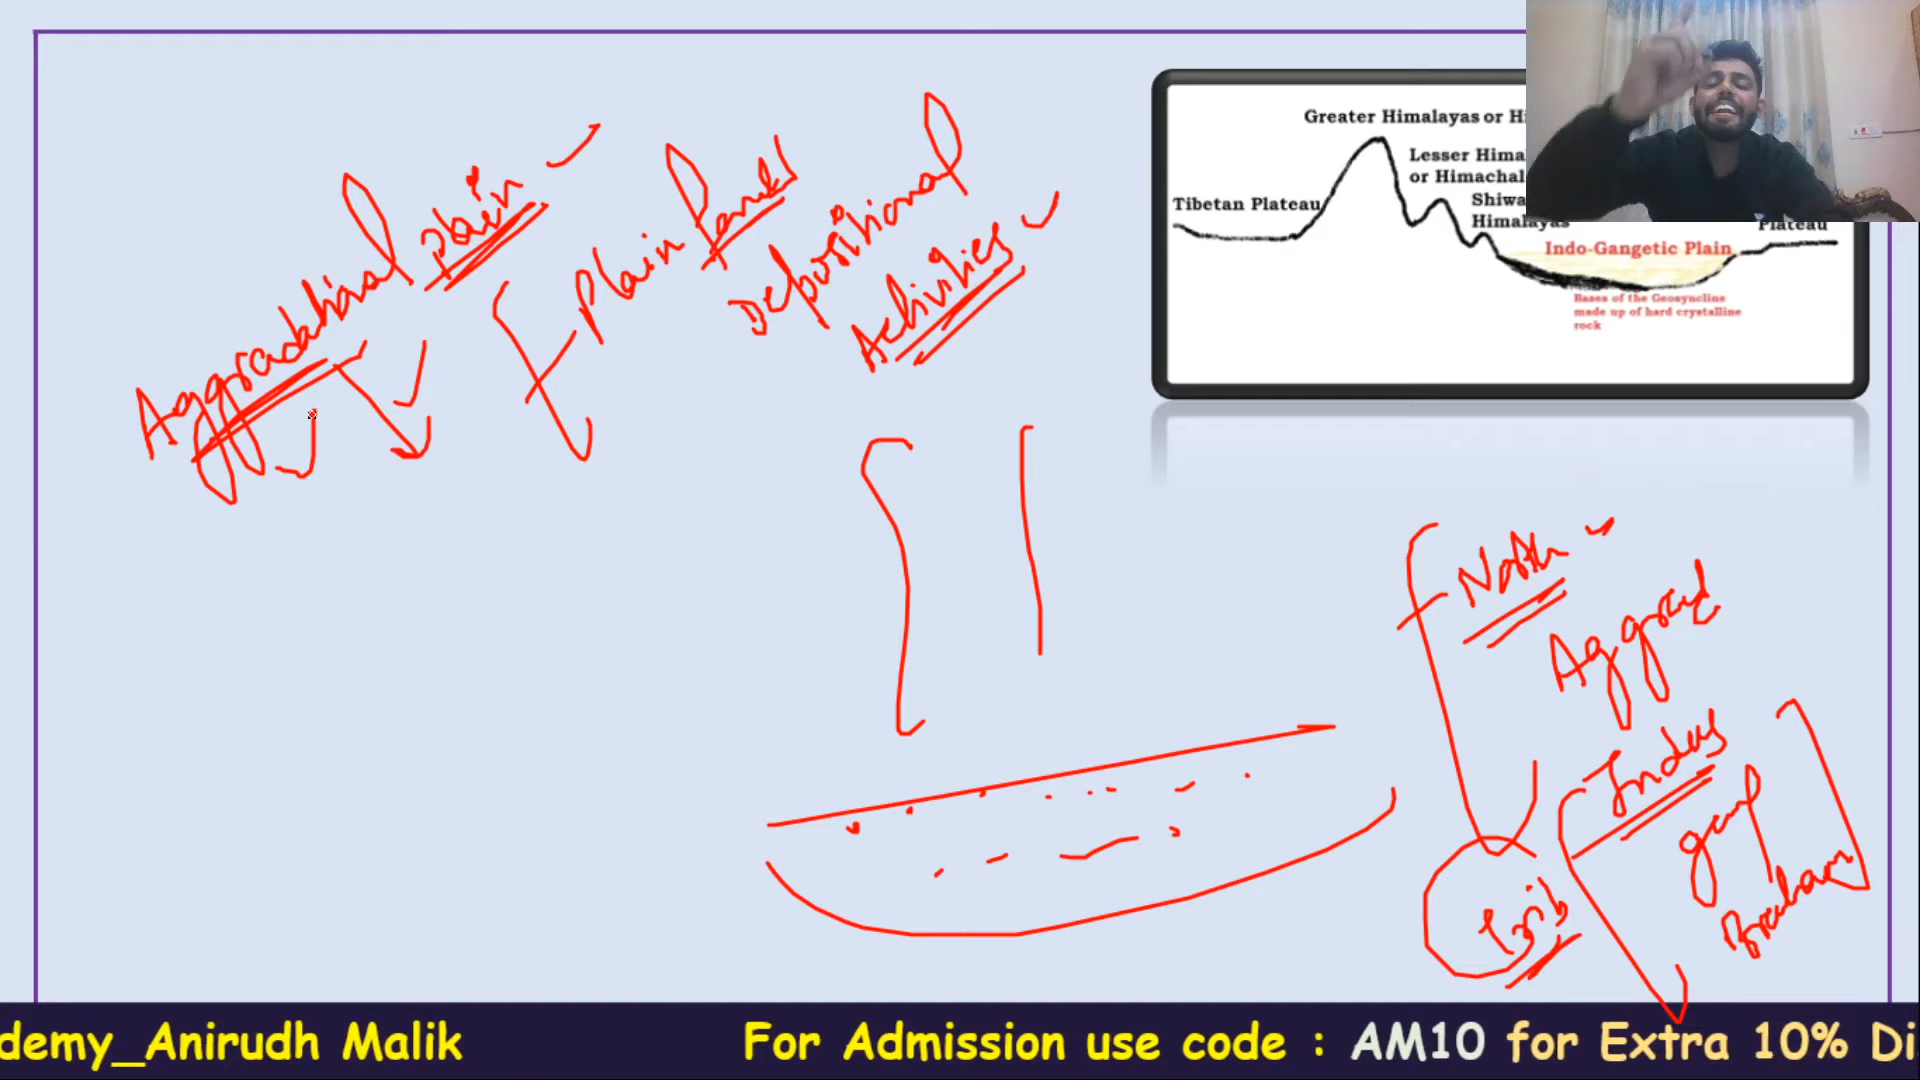 Aggradational plain
Plain land
Depositional
Activities
Greater Himalayas or Hi
Lesser Hima
or Himachal
Shiwa
Himalayas
Tibetan Plateau
Plateau
Indo-Gangetic Plain
Bases of the Geosyncline
made up of hard crystalline
rock
North
Aggrad
Indus
Trib
demy_Anirudh Malik For Admission use code : AM10 for Extra 10% Di